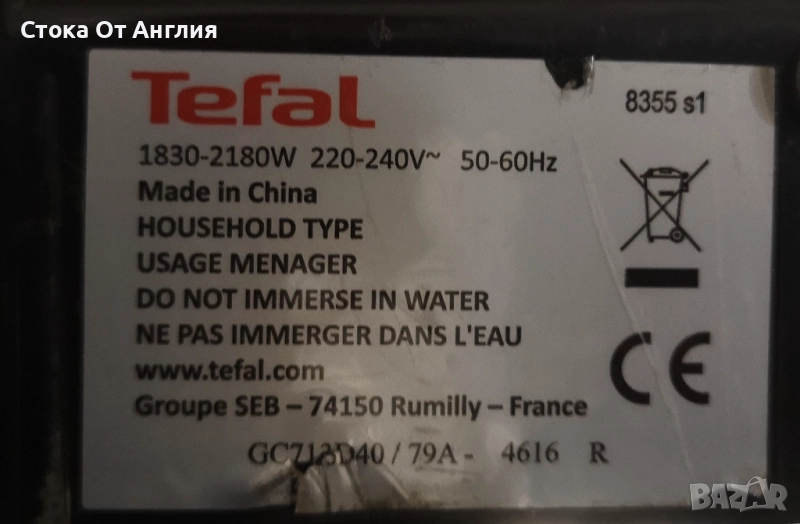 Стока От Англия
Tefal
8355 s1
1830-2180W 220-240V~ 50-60Hz
Made in China
HOUSEHOLD TYPE
USAGE MENAGER
DO NOT IMMERSE IN WATER
NE PAS IMMERGER DANS L'EAU
www.tefal.com
CE
Groupe SEB – 74150 Rumilly – France
GC713D40 / 79A - 4616 R
BAZAR